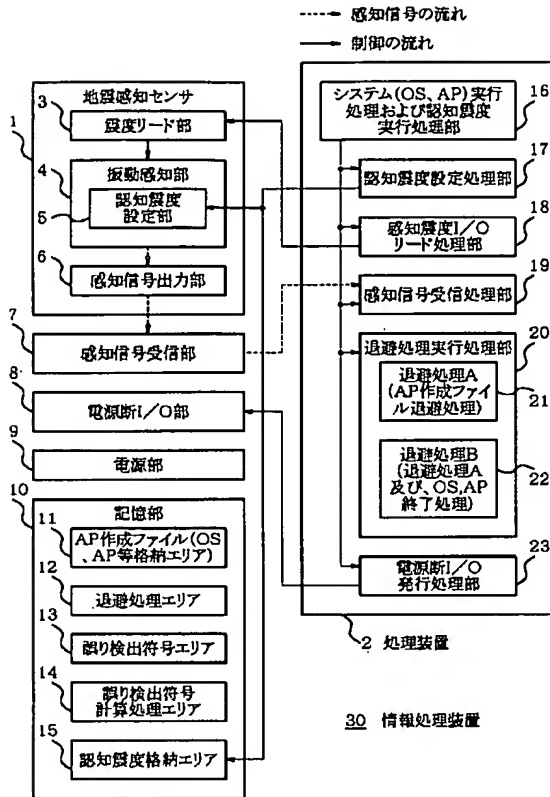 感知信号の流れ
制御の流れ
地震感知センサ
3
震度リード部
1
4
振動感知部
5
認知震度
設定部
6
感知信号出力部
7
感知信号受信部
8
電源断I/O部
9
電源部
10
記憶部
11
AP作成ファイル(OS
、AP等格納エリア)
12
退避処理エリア
13
誤り検出符号エリア
14
誤り検出符号
計算処理エリア
15
認知震度格納エリア
システム(OS、AP)実行
処理および認知震度
実行処理部
16
認知震度設定処理部
17
感知震度I/O
リード処理部
18
感知信号受信処理部
19
退避処理実行処理部
20
退避処理A
(AP作成ファ
イル退避処理)
21
退避処理B
(退避処理A
及び、OS,AP
終了処理)
22
電源断I/O
発行処理部
23
2 処理装置
30 情報処理装置